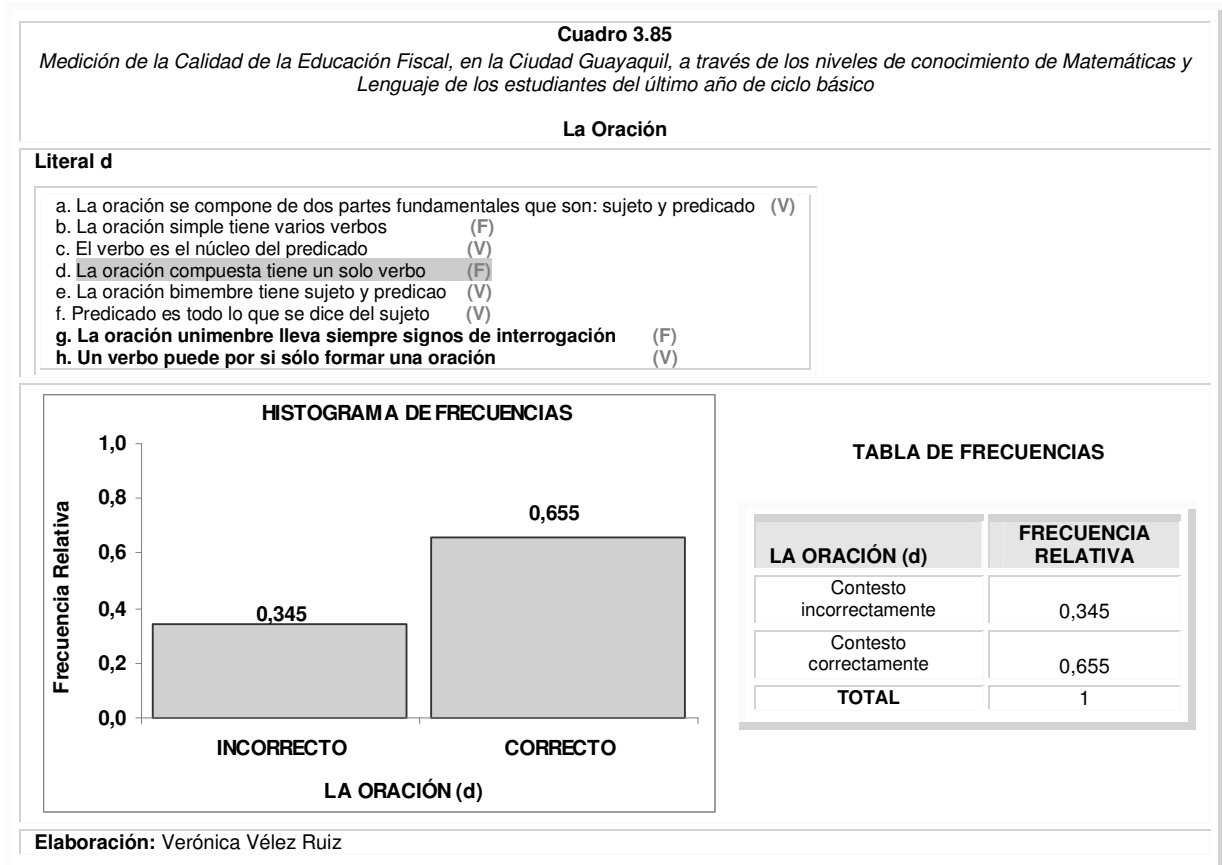 Cuadro 3.85
Medición de la Calidad de la Educación Fiscal, en la Ciudad Guayaquil, a través de los niveles de conocimiento de Matemáticas y
Lenguaje de los estudiantes del último año de ciclo básico
La Oración
Literal d
a. La oración se compone de dos partes fundamentales que son: sujeto y predicado (V)
b. La oración simple tiene varios verbos (F)
c. El verbo es el núcleo del predicado (V)
d. La oración compuesta tiene un solo verbo (F)
e. La oración bimembre tiene sujeto y predicao (V)
f. Predicado es todo lo que se dice del sujeto (V)
g. La oración unimenbre lleva siempre signos de interrogación (F)
h. Un verbo puede por si sólo formar una oración (V)
HISTOGRAMA DE FRECUENCIAS
1,0
0,8
0,6
0,4
0,2
0,0
Frecuencia Relativa
0,345
0,655
INCORRECTO
CORRECTO
LA ORACIÓN (d)
TABLA DE FRECUENCIAS
LA ORACIÓN (d)
FRECUENCIA
RELATIVA
Contesto
incorrectamente
0,345
Contesto
correctamente
0,655
TOTAL
1
Elaboración: Verónica Vélez Ruiz